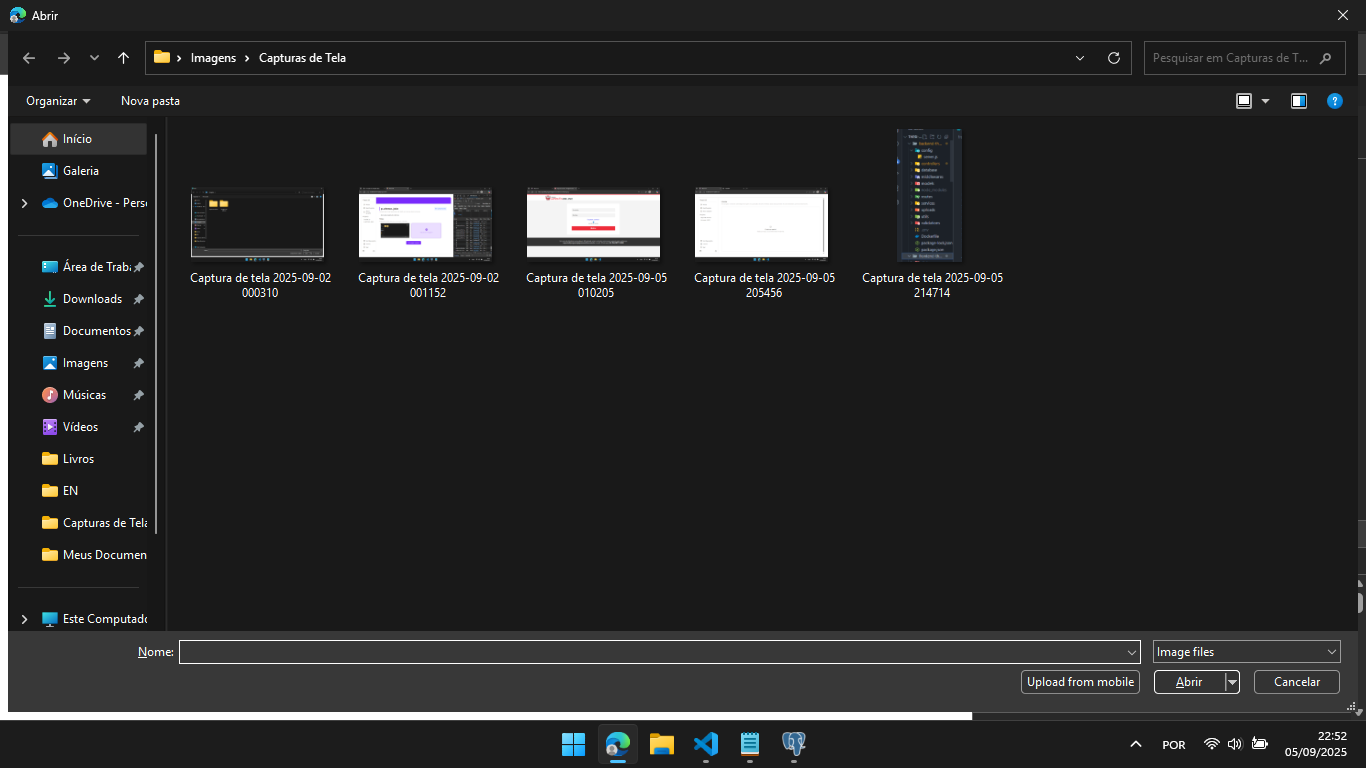 Abrir
Imagens
Capturas de Tela
Pesquisar em Capturas de T...
Organizar
Nova pasta
Início
Galeria
OneDrive - Perso
Área de Traba
Downloads
Documentos
Imagens
Músicas
Vídeos
Livros
EN
Capturas de Tela
Meus Documen
Este Computado
Captura de tela 2025-09-02
000310
Captura de tela 2025-09-02
001152
Captura de tela 2025-09-05
010205
Captura de tela 2025-09-05
205456
Captura de tela 2025-09-05
214714
Nome:
Image files
Upload from mobile
Abrir
Cancelar
POR
22:52
05/09/2025